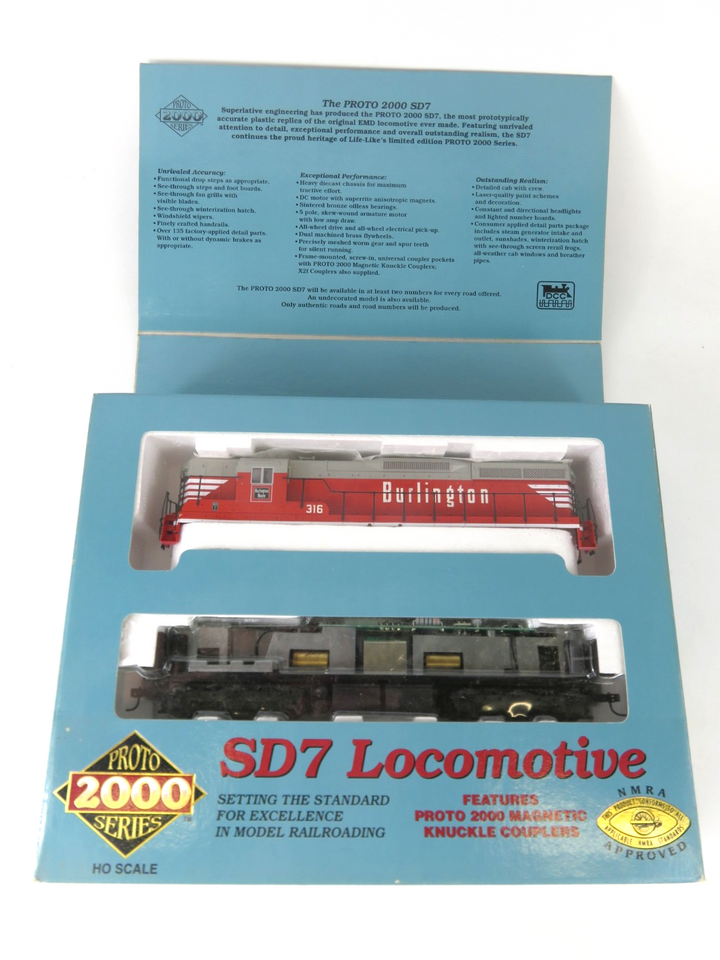 PROTO
2000
SERIES
The PROTO 2000 SD7
Superlative engineering has produced the PROTO 2000 SD7, the most prototypically
accurate plastic replica of the original EMD locomotive ever made. Featuring unrivaled
attention to detail, exceptional performance and overall outstanding realism, the SD7
continues the proud heritage of Life-Like's limited edition PROTO 2000 Series.
Unrivaled Accuracy:
• Functional drop steps as appropriate.
• See-through steps and foot boards.
• See-through fan grills with
visible blades.
• See-through winterization hatch.
• Windshield wipers.
• Finely crafted handrails.
• Over 135 factory-applied detail parts.
With or without dynamic brakes as
appropriate.
Exceptional Performance:
• Heavy diecast chassis for maximum
tractive effort.
• DC motor with superrite anisotropic magnets.
• Sintered bronze oilless bearings.
• 5 pole, skew-wound armature motor
with low amp draw.
• All-wheel drive and all-wheel electrical pick-up.
• Dual machined brass flywheels.
• Precisely meshed worm gear and spur teeth
for silent running.
• Frame-mounted, screw-in, universal coupler pockets
with PROTO 2000 Magnetic Knuckle Couplers;
X2f Couplers also supplied.
Outstanding Realism:
• Detailed cab with crew.
• Laser-quality paint schemes
and decoration.
• Constant and directional headlights
and lighted number boards.
• Consumer applied detail parts package
includes steam generator intake and
outlet, sunshades, winterization hatch
with see-through screen rerail frogs,
all-weather cab windows and breather
pipes.
The PROTO 2000 SD7 will be available in at least two numbers for every road offered.
An undecorated model is also available.
Only authentic roads and road numbers will be produced.
DCC
Burlington
Route
316
Burlington
PROTO
2000
SERIES
TM
HO SCALE
SD7 Locomotive
SETTING THE STANDARD
FOR EXCELLENCE
IN MODEL RAILROADING
FEATURES
PROTO 2000 MAGNETIC
KNUCKLE COUPLERS
NMRA
THIS PRODUCT CONFORMS TO ALL
APPLICABLE NMRA STANDARDS
APPROVED